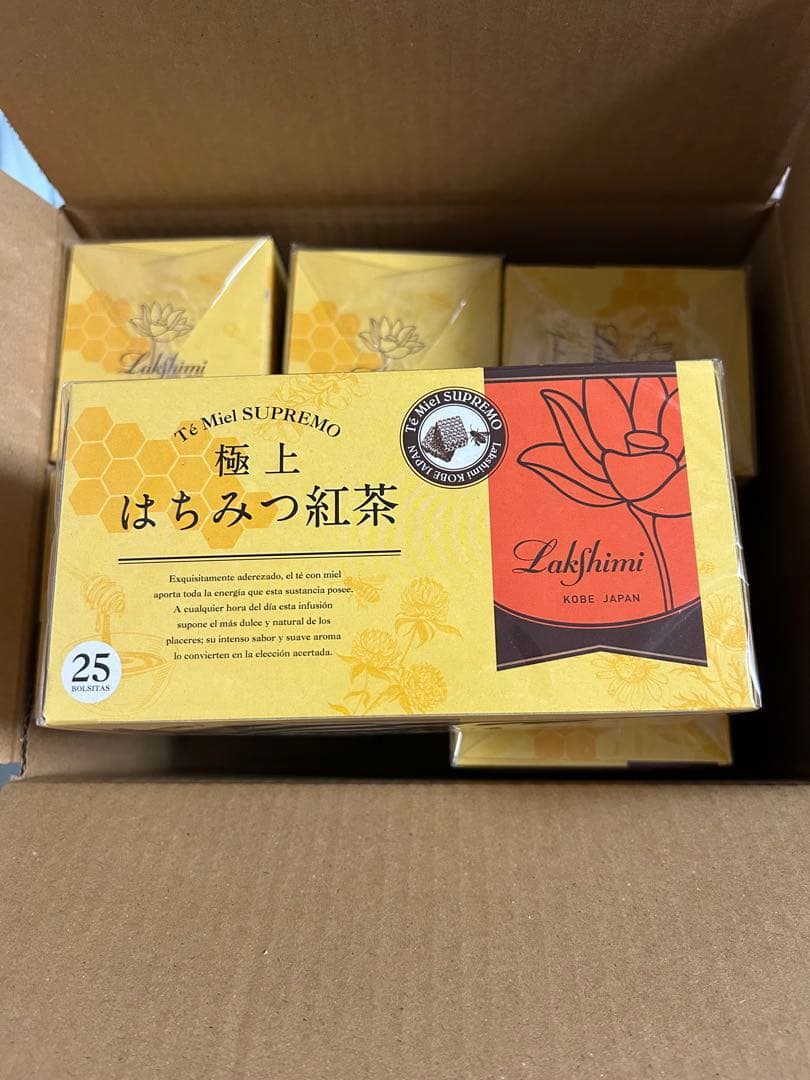 Lakshimi
Lakshimi
Té Miel SUPREMO
極上
はちみつ紅茶
Exquisitamente aderezado, el té con miel
aporta toda la energía que esta sustancia posee.
A cualquier hora del día esta infusión
supone el más dulce y natural de los
placeres; su intenso sabor y suave aroma
lo convierten en la elección acertada.
25
BOLSITAS
Té Miel SUPREMO
Lakshimi KOBE JAPAN
Lakshimi
KOBE JAPAN